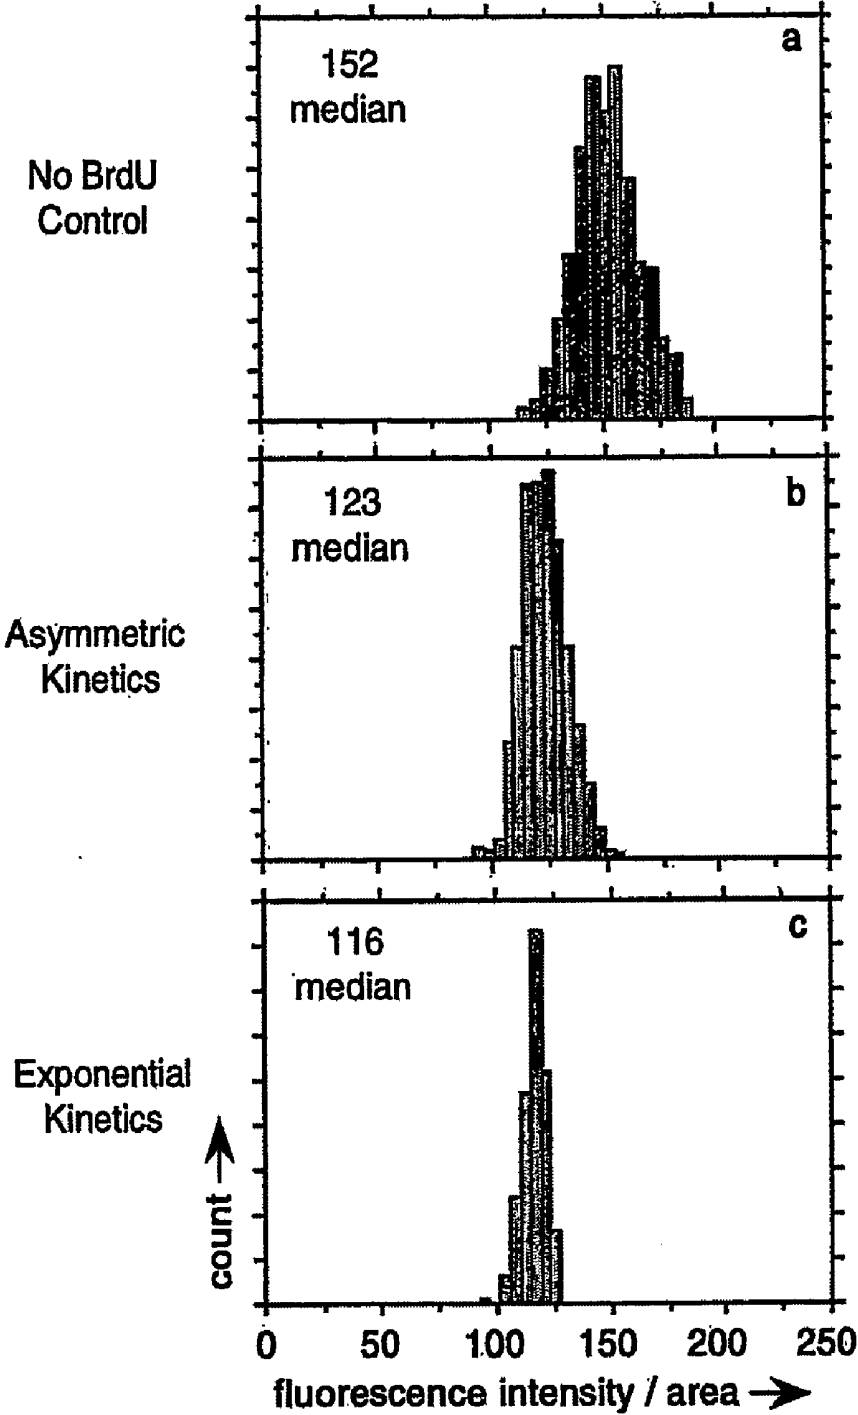 a
152
median
No BrdU
Control
b
123
median
Asymmetric
Kinetics
c
116
median
Exponential
Kinetics
count
0 50 100 150 200 250
fluorescence intensity / area